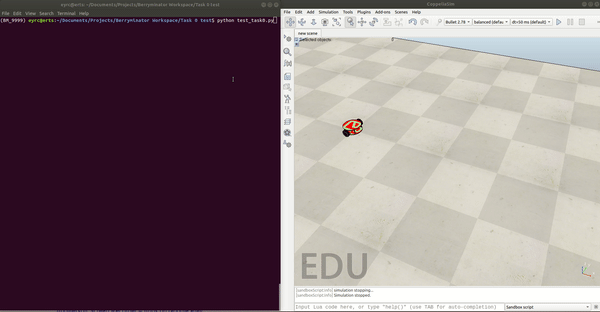 eyrc@erts: ~/Documents/Projects/Berryminator Workspace/Task 0 test
File Edit View Search Terminal Help
(BM_9999) eyrc@erts:~/Documents/Projects/Berryminator Workspace/Task 0 test$ python test_task0.py
CoppeliaSim
File Edit Add Simulation Tools Plugins Add-ons Scenes Help
Bullet 2.78 balanced (defau dt=50 ms (default)
new scene
Selected objects: 0
EDU
[sandboxScript:info] Simulation stopping...
[sandboxScript:info] Simulation stopped.
Input Lua code here, or type "help()" (use TAB for auto-completion) Sandbox script